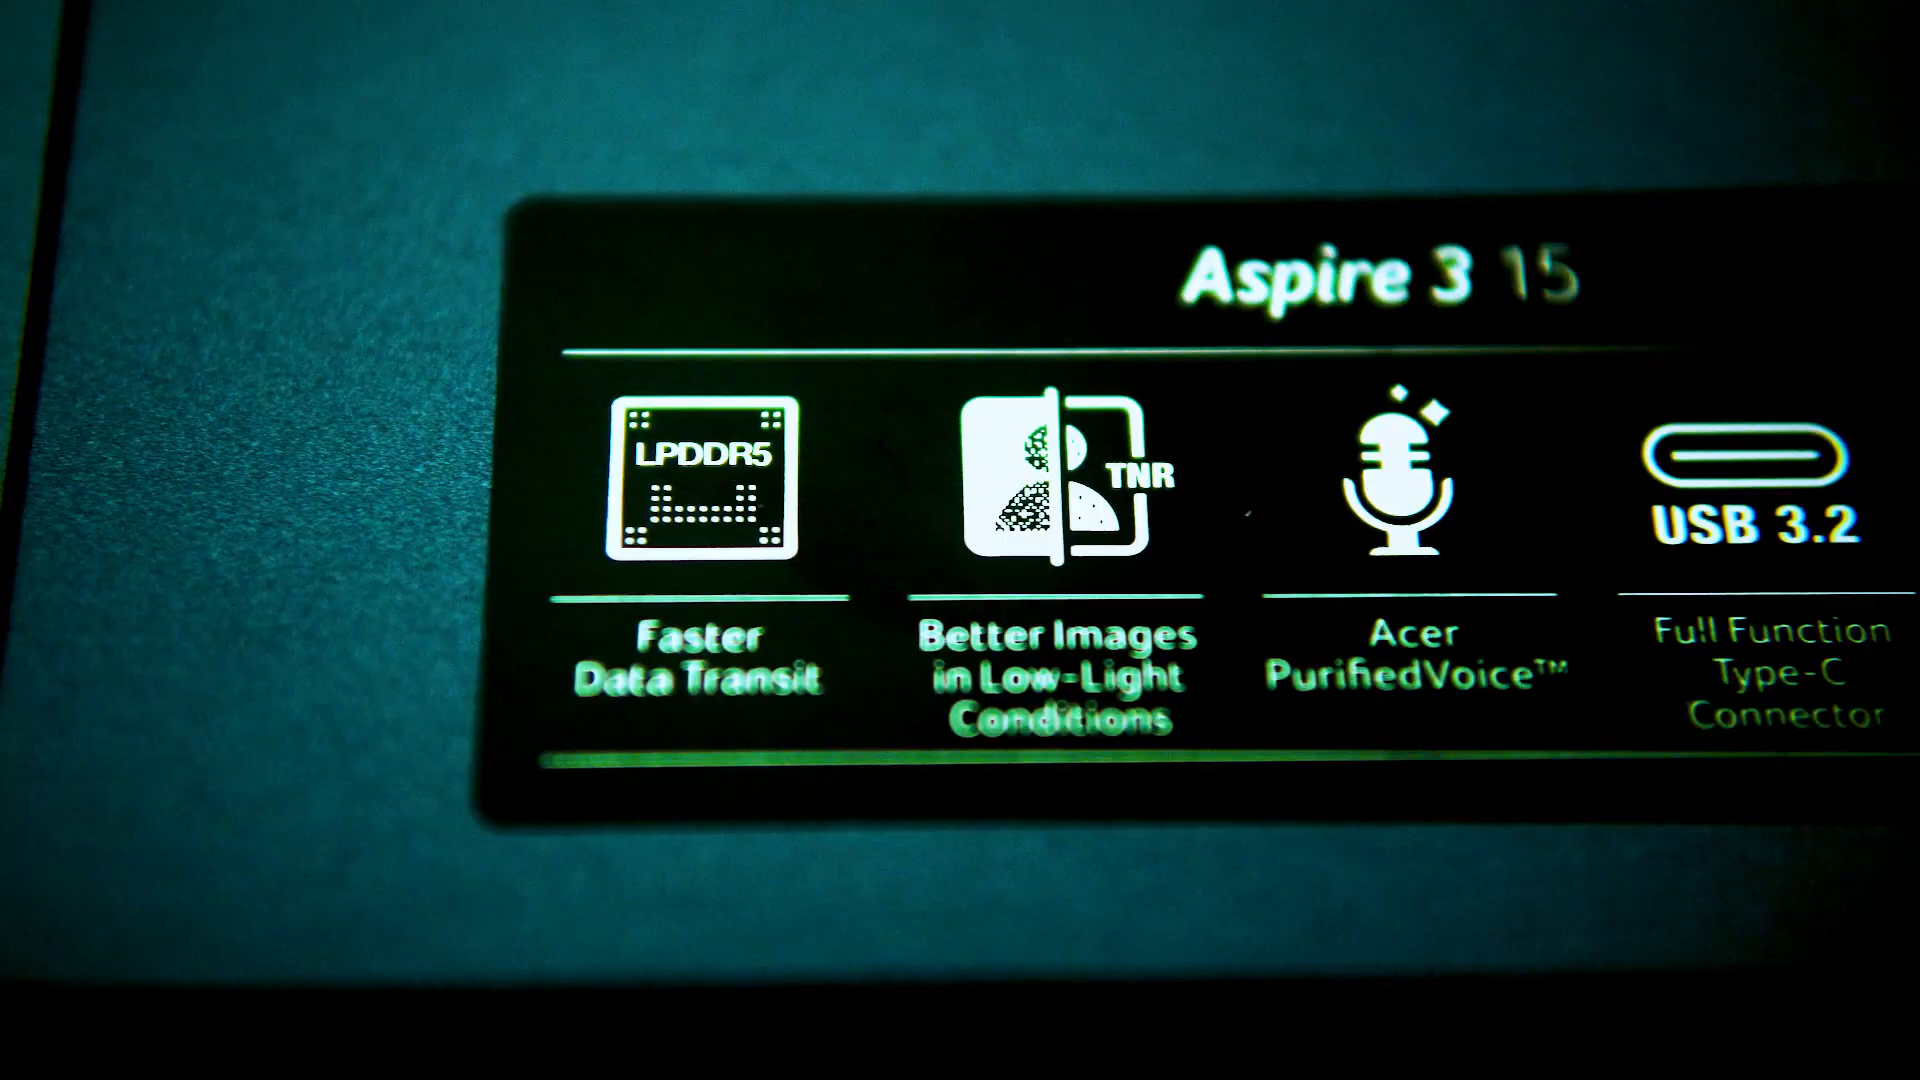 Aspire 3 15
LPDDR5
TNR
USB 3.2
Faster
Data Transit
Better Images
in Low-Light
Conditions
Acer
PurifiedVoice™
Full Function
Type-C
Connector